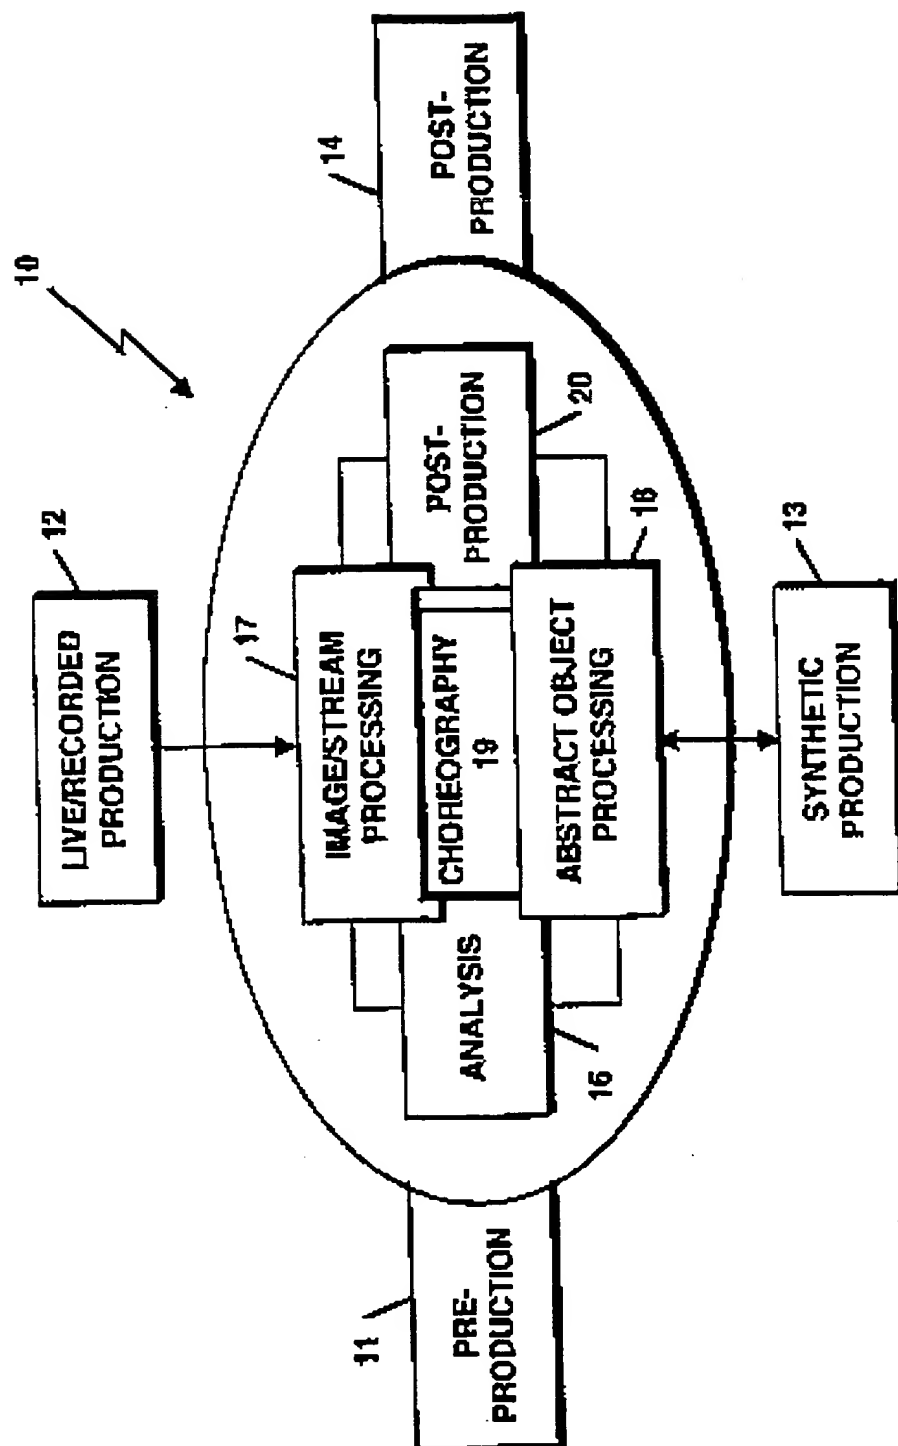 10
12
LIVE/RECORDED
PRODUCTION
17
14
11
IMAGE/STREAM
PROCESSING
PRE-
PRODUCTION
ANALYSIS
CHOREOGRAPHY
19
POST-
PRODUCTION
POST-
PRODUCTION
ABSTRACT OBJECT
PROCESSING
16
18
20
13
SYNTHETIC
PRODUCTION